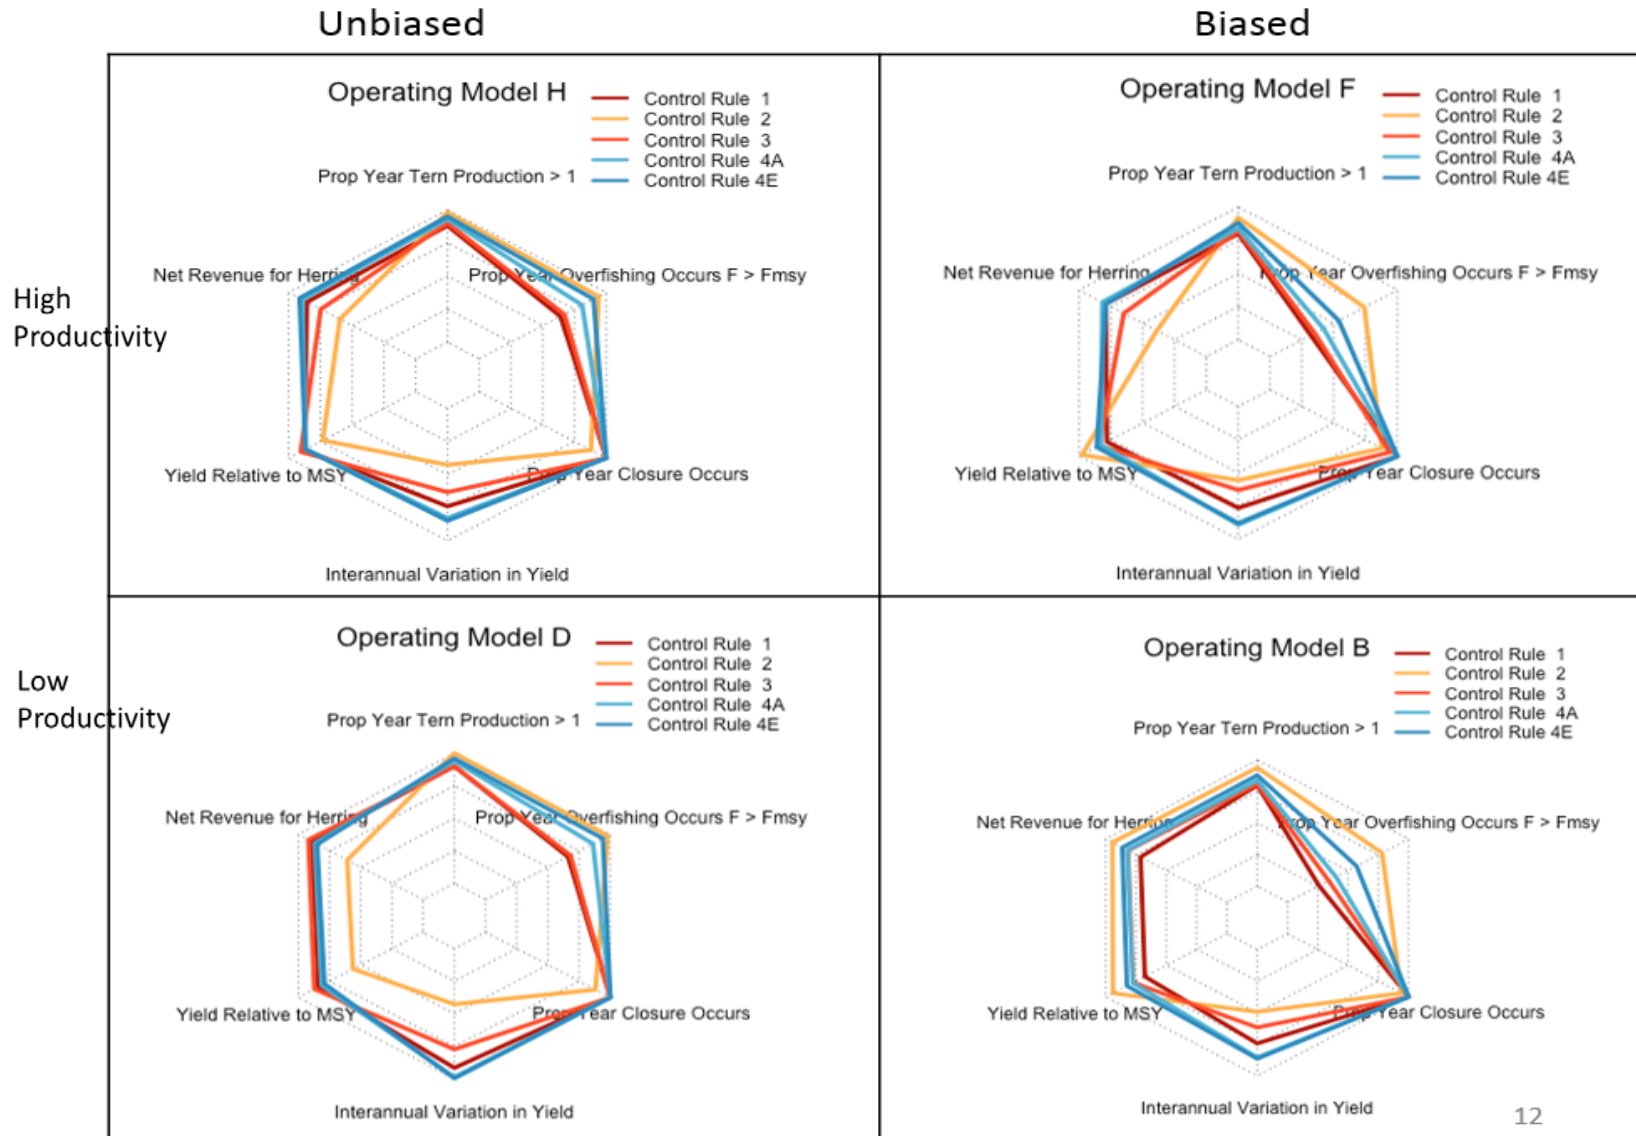 Unbiased
Biased
High
Productivity
Operating Model H
Control Rule 1
Control Rule 2
Control Rule 3
Control Rule 4A
Control Rule 4E
Prop Year Tern Production > 1
Net Revenue for Herring
Prop Year Overfishing Occurs F > Fmsy
Yield Relative to MSY
Prop Year Closure Occurs
Interannual Variation in Yield
Operating Model F
Control Rule 1
Control Rule 2
Control Rule 3
Control Rule 4A
Control Rule 4E
Prop Year Tern Production > 1
Net Revenue for Herring
Prop Year Overfishing Occurs F > Fmsy
Yield Relative to MSY
Prop Year Closure Occurs
Interannual Variation in Yield
Low
Productivity
Operating Model D
Control Rule 1
Control Rule 2
Control Rule 3
Control Rule 4A
Control Rule 4E
Prop Year Tern Production > 1
Net Revenue for Herring
Prop Year Overfishing Occurs F > Fmsy
Yield Relative to MSY
Prop Year Closure Occurs
Interannual Variation in Yield
Operating Model B
Control Rule 1
Control Rule 2
Control Rule 3
Control Rule 4A
Control Rule 4E
Prop Year Tern Production > 1
Net Revenue for Herring
Prop Year Overfishing Occurs F > Fmsy
Yield Relative to MSY
Prop Year Closure Occurs
Interannual Variation in Yield
12